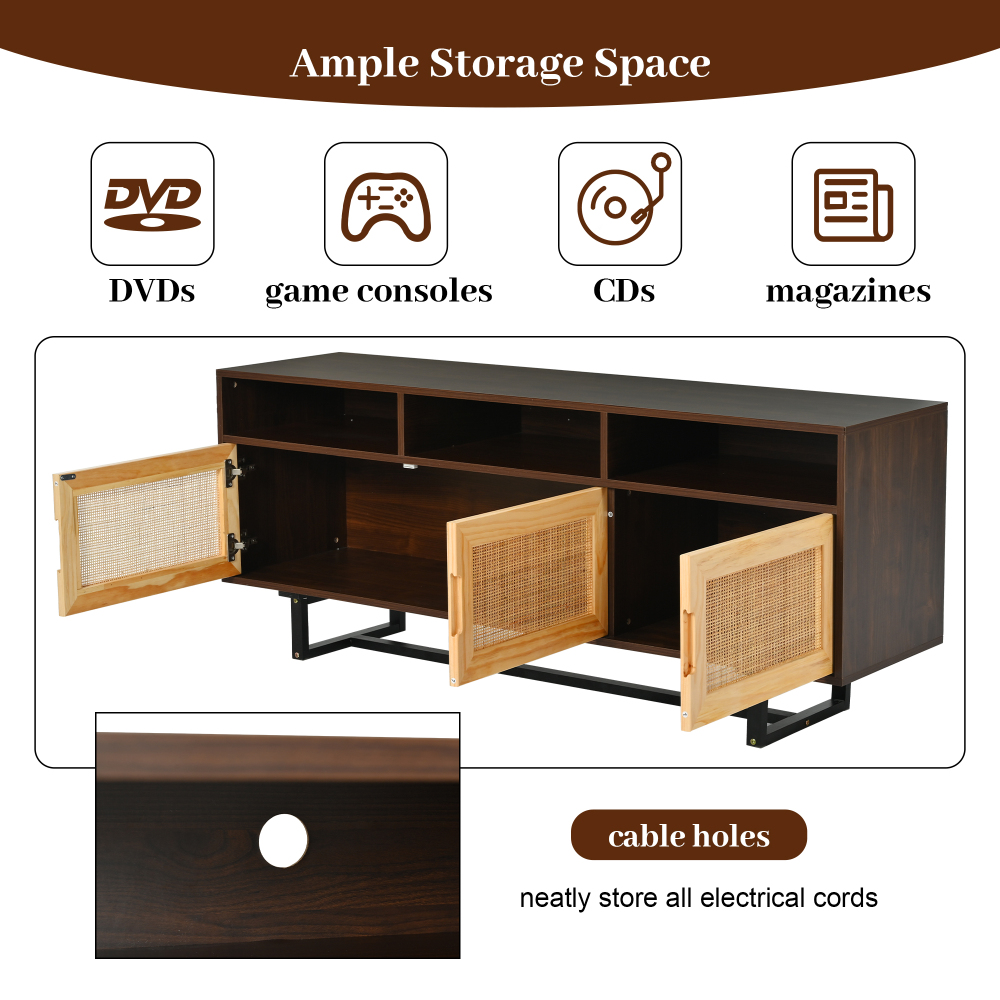 Ample Storage Space
DVD
DVDs
game consoles
CDs
magazines
cable holes
neatly store all electrical cords